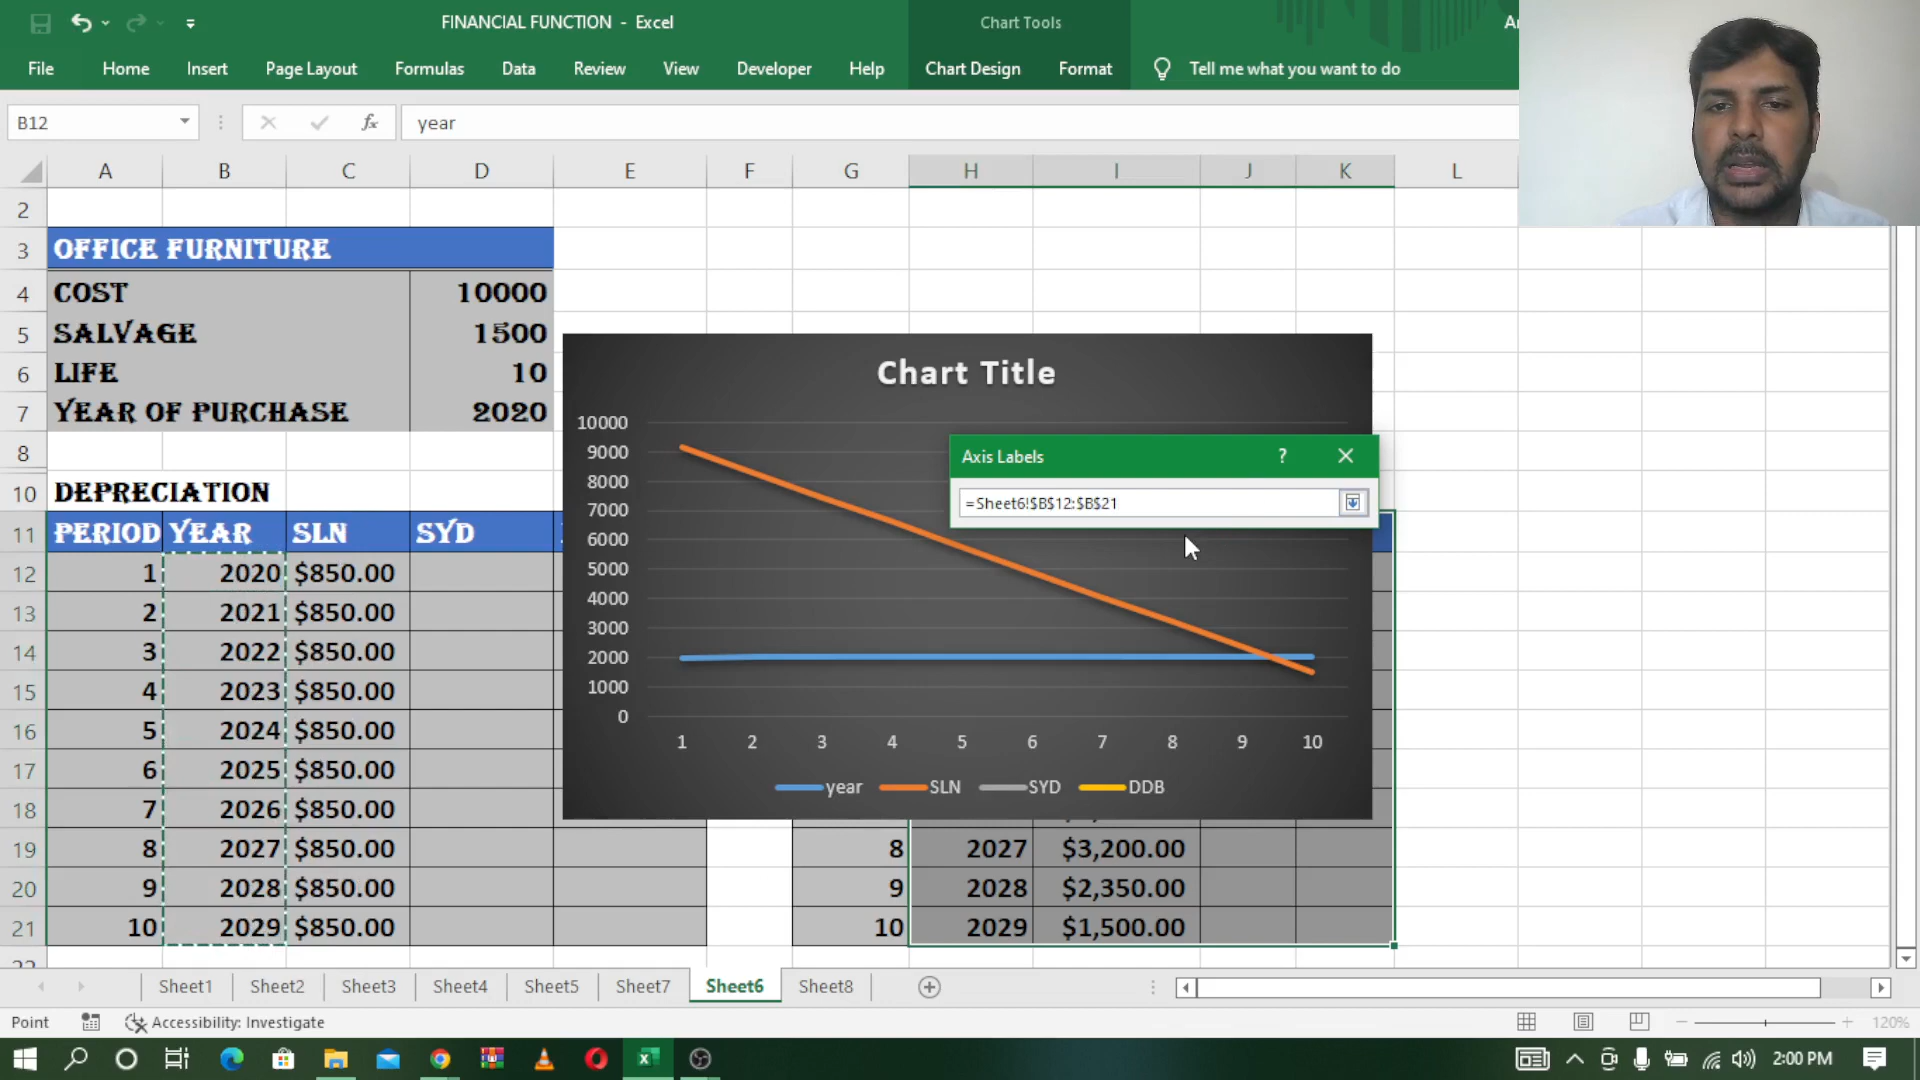 FINANCIAL FUNCTION - Excel
Chart Tools
File Home Insert Page Layout Formulas Data Review View Developer Help Chart Design Format Tell me what you want to do
B12 fx year
A B C D E F G H I J K L
2
3 OFFICE FURNITURE
4 COST 10000
5 SALVAGE 1500
6 LIFE 10
7 YEAR OF PURCHASE 2020
8
10 DEPRECIATION
11 PERIOD YEAR SLN SYD
12 1 2020 $850.00
13 2 2021 $850.00
14 3 2022 $850.00
15 4 2023 $850.00
16 5 2024 $850.00
17 6 2025 $850.00
18 7 2026 $850.00
19 8 2027 $850.00 8 2027 $3,200.00
20 9 2028 $850.00 9 2028 $2,350.00
21 10 2029 $850.00 10 2029 $1,500.00
Chart Title
10000
9000
8000
7000
6000
5000
4000
3000
2000
1000
0
1 2 3 4 5 6 7 8 9 10
year SLN SYD DDB
Axis Labels ?
=Sheet6!$B$12:$B$21
Sheet1 Sheet2 Sheet3 Sheet4 Sheet5 Sheet7 Sheet6 Sheet8
Point Accessibility: Investigate 120%
2:00 PM